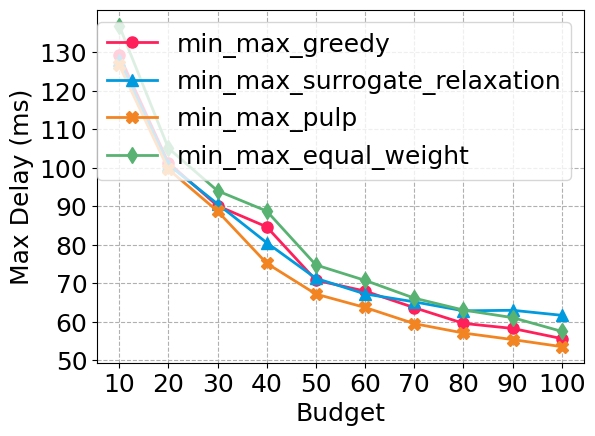 min_max_greedy
min_max_surrogate_relaxation
min_max_pulp
min_max_equal_weight
Max Delay (ms)
130
120
110
100
90
80
70
60
50
10 20 30 40 50 60 70 80 90 100
Budget